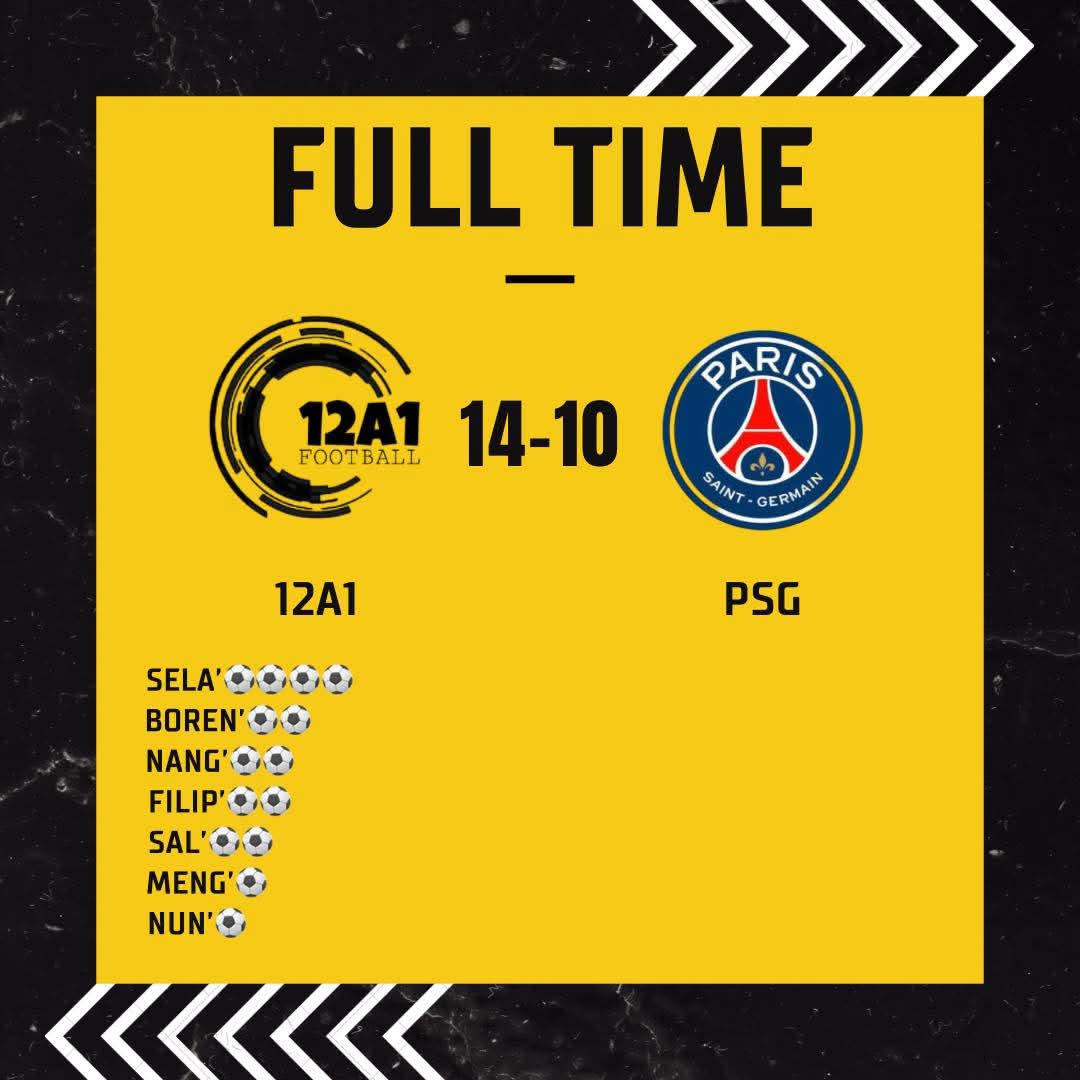 FULL TIME
12A1
FOOTBALL
14-10
PARIS
SAINT - GERMAIN
12A1
PSG
SELA'⚽⚽⚽⚽
BOREN'⚽⚽
NANG'⚽⚽
FILIP'⚽⚽
SAL'⚽⚽
MENG'⚽
NUN'⚽